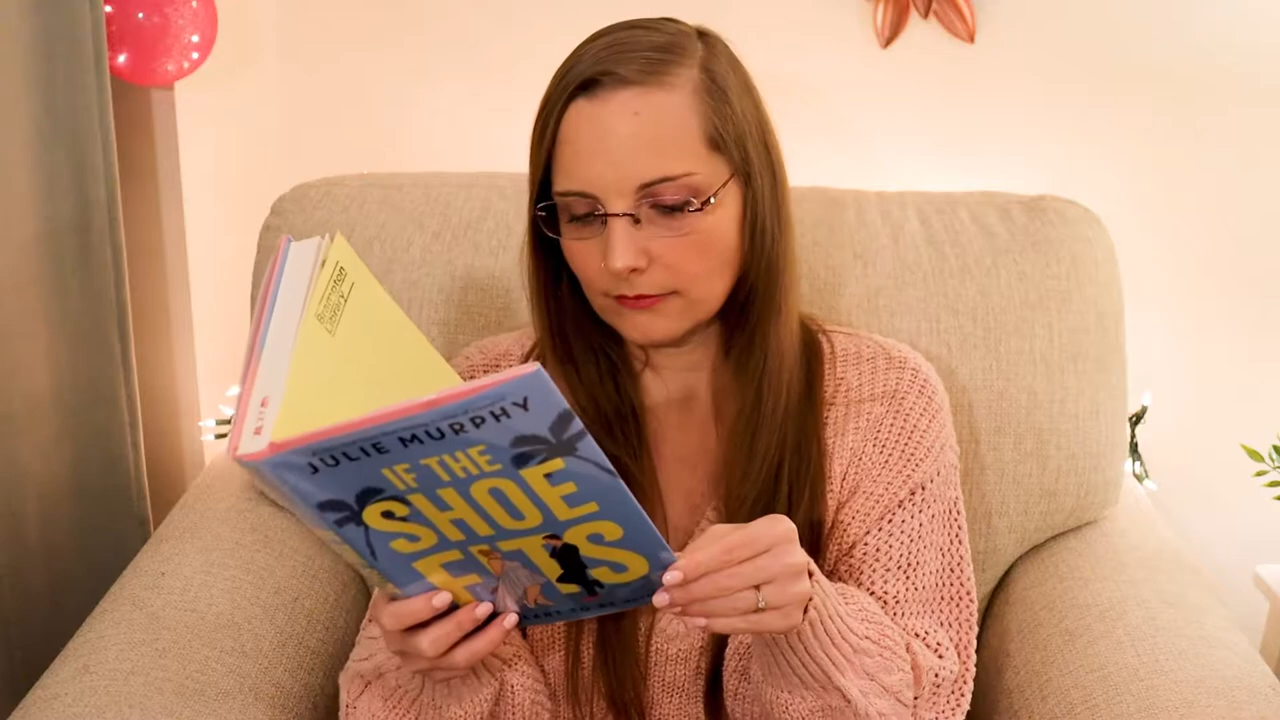 Brampton
Library
JULIE MURPHY
IF THE
SHOE
FITS